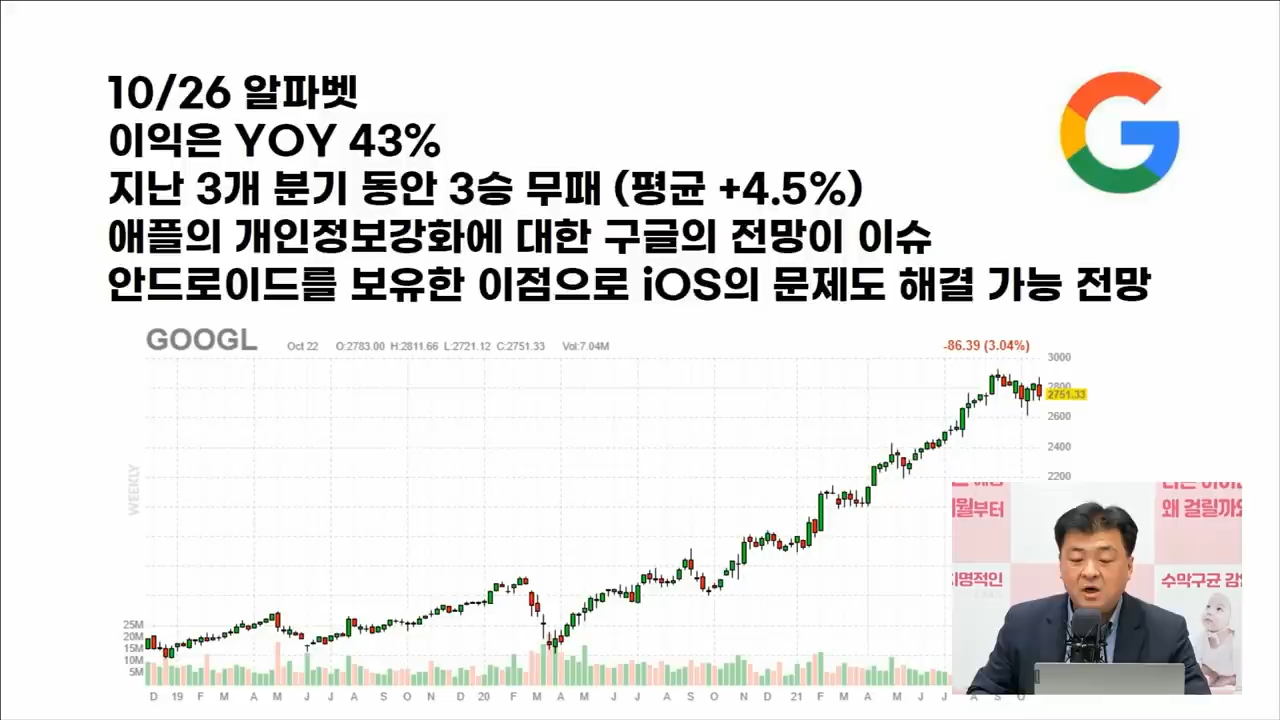 10/26 알파벳
이익은 YOY 43%
지난 3개 분기 동안 3승 무패 (평균 +4.5%)
애플의 개인정보강화에 대한 구글의 전망이 이슈
안드로이드를 보유한 이점으로 iOS의 문제도 해결 가능 전망
GOOGL Oct 22 O:2783.00 H:2811.66 L:2721.12 C:2751.33 Vol:7.04M -86.39 (3.04%)
3000
2800
2751.33
2600
2400
2200
WEEKLY
25M
20M
15M
10M
5M
D 19 F M A M J J A S O N D 20 F M A M J J A S O N D 21 F M A M J J A S O
월부터
왜 걸릴까요
치명적인
수막구균 감염